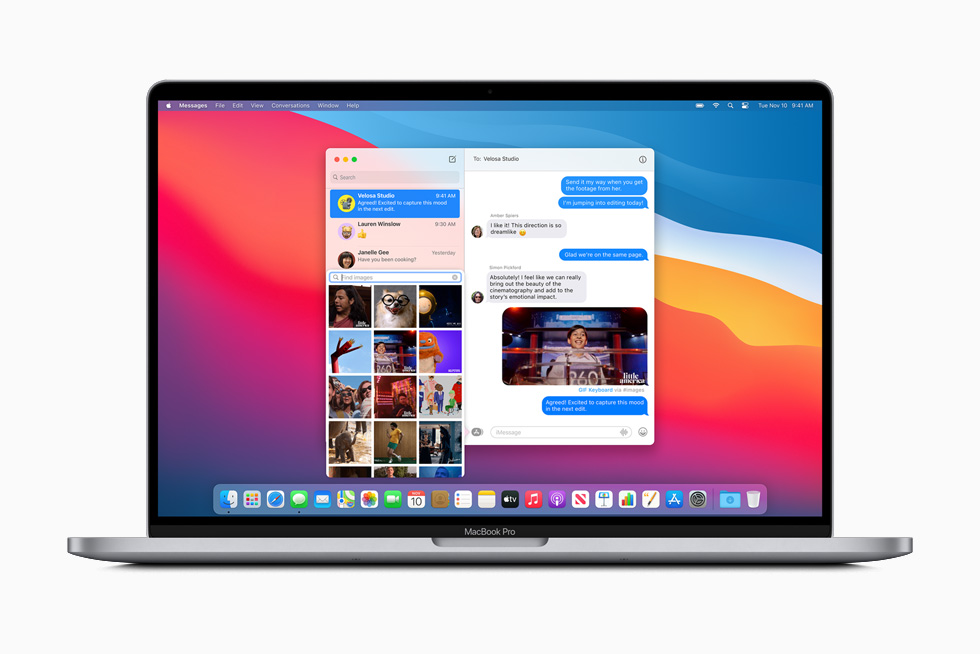 Messages File Edit View Conversations Window Help
Tue Nov 10 9:41 AM
Search
Velosa Studio 9:41 AM
Agreed! Excited to capture this mood
in the next edit.
Lauren Winslow 9:30 AM
Janelle Gee Yesterday
Have you been cooking?
Find images
little
america
To: Velosa Studio
Send it my way when you get
the footage from her.
I'm jumping into editing today!
Amber Spiers
I like it! This direction is so
dreamlike
Glad we're on the same page.
Simon Pickford
Absolutely! I feel like we can really
bring out the beauty of the
cinematography and add to the
story's emotional impact.
little
america
GIF Keyboard via #images
Agreed! Excited to capture this mood
in the next edit.
iMessage
NOV
10
tv
MacBook Pro